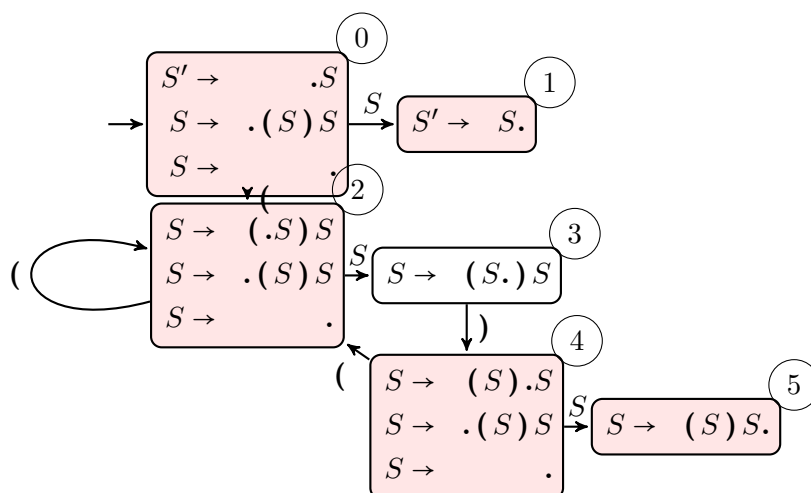 0
S′ → .S
S → .(S)S
S → .
S
1
S′ → S.
(
2
S → (.S)S
S → .(S)S
S → .
(
S
3
S → (S.)S
)
4
S → (S).S
S → .(S)S
S → .
(
S
5
S → (S)S.